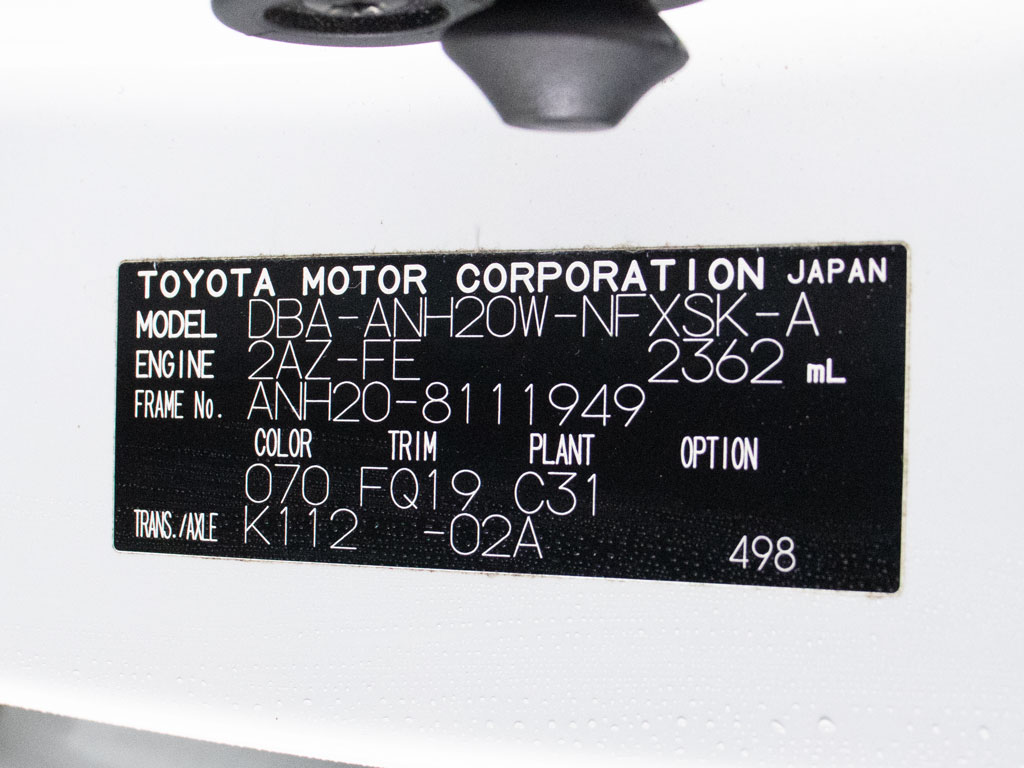 TOYOTA MOTOR CORPORATION JAPAN
MODEL DBA-ANH20W-NFXSK-A
ENGINE 2AZ-FE 2362 mL
FRAME No. ANH20-8111949
COLOR TRIM PLANT OPTION
070 FQ19 C31
TRANS./AXLE K112 -02A 498